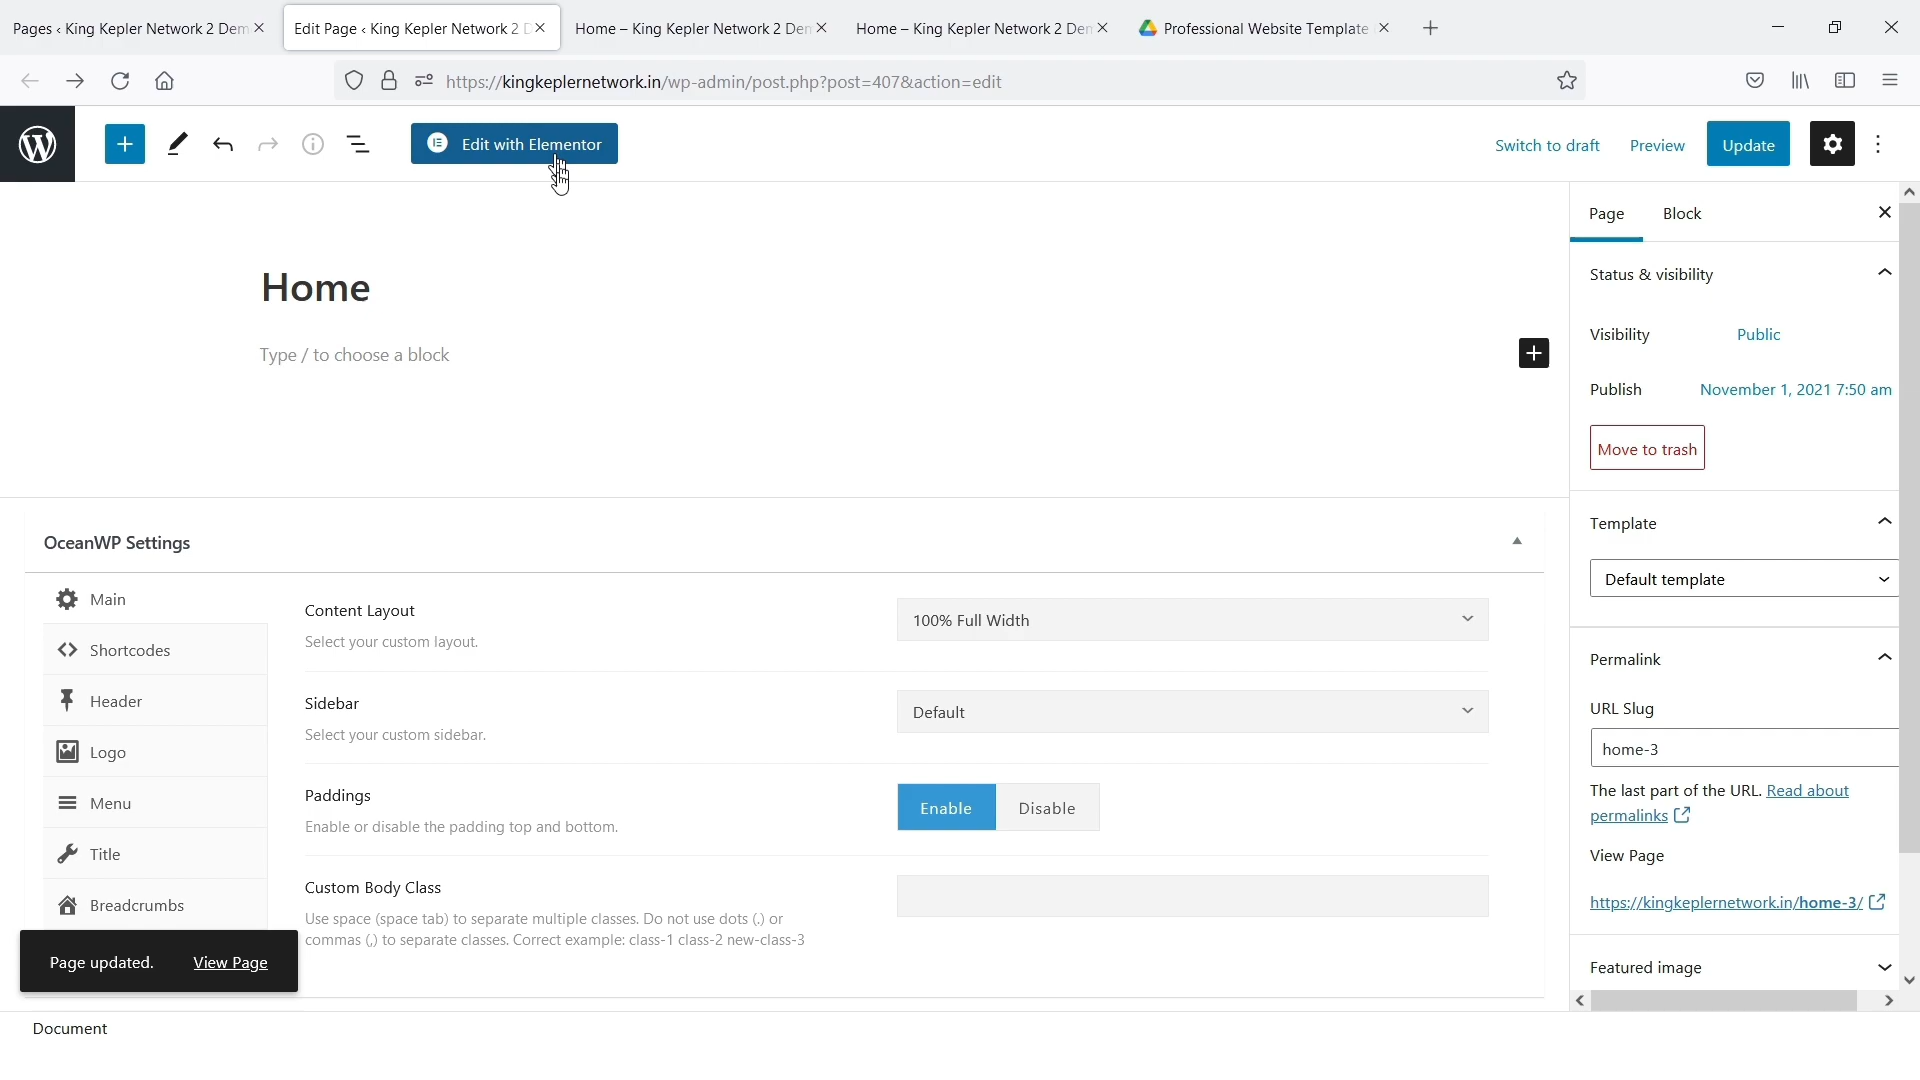 Pages ‹ King Kepler Network 2 Dem
Edit Page ‹ King Kepler Network 2 D
Home – King Kepler Network 2 Den
Home – King Kepler Network 2 Den
Professional Website Template
https://kingkeplernetwork.in/wp-admin/post.php?post=407&action=edit
Edit with Elementor
Switch to draft
Preview
Update
Page
Block
Home
Status & visibility
Type / to choose a block
Visibility
Public
Publish
November 1, 2021 7:50 am
Move to trash
Template
Default template
OceanWP Settings
Main
Shortcodes
Header
Logo
Menu
Title
Breadcrumbs
Content Layout
Select your custom layout.
100% Full Width
Sidebar
Select your custom sidebar.
Default
Paddings
Enable or disable the padding top and bottom.
Enable
Disable
Custom Body Class
Use space (space tab) to separate multiple classes. Do not use dots (.) or
commas (,) to separate classes. Correct example: class-1 class-2 new-class-3
Permalink
URL Slug
home-3
The last part of the URL. Read about
permalinks
View Page
https://kingkeplernetwork.in/home-3/
Featured image
Page updated.
View Page
Document